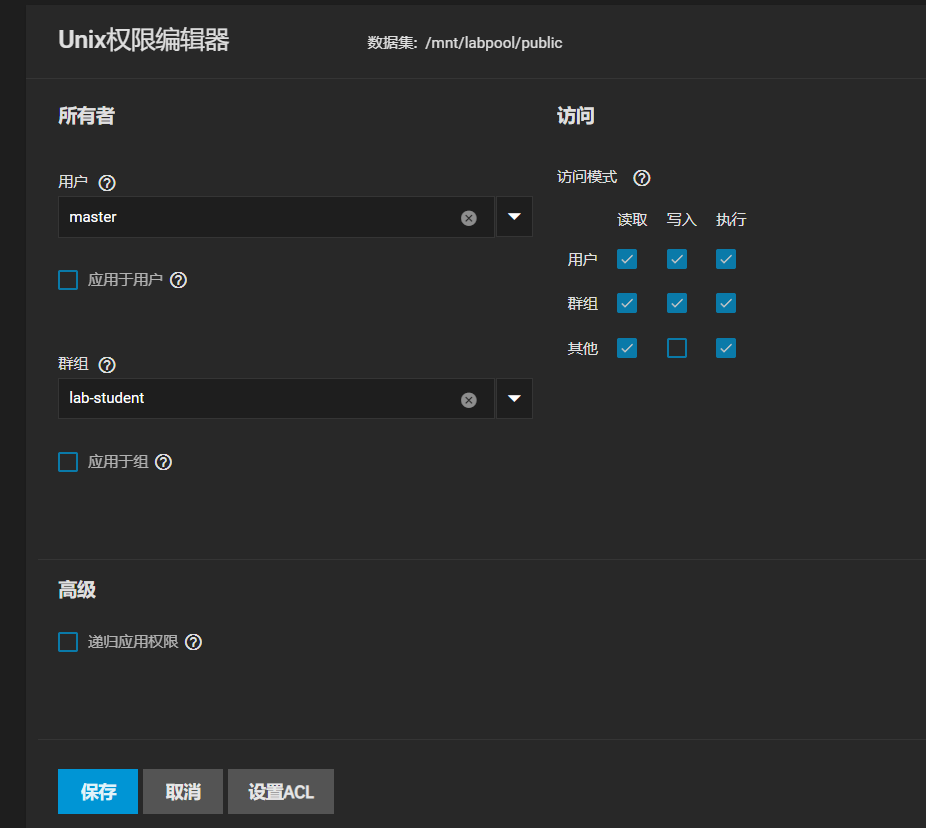 Unix权限编辑器
数据集: /mnt/labpool/public
所有者
访问
用户
访问模式
master
读取 写入 执行
用户
应用于用户
群组
其他
群组
lab-student
应用于组
高级
递归应用权限
保存 取消 设置ACL